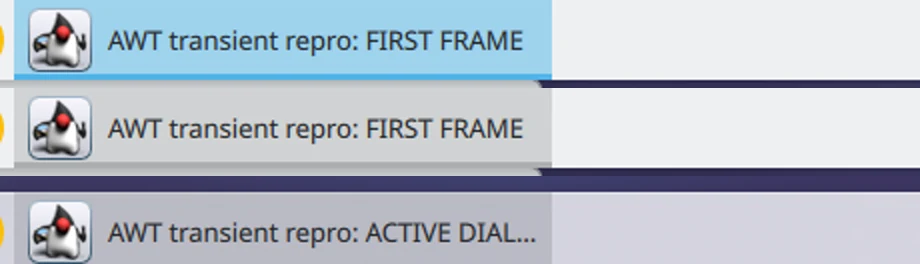 AWT transient repro: FIRST FRAME
AWT transient repro: FIRST FRAME
AWT transient repro: ACTIVE DIAL...